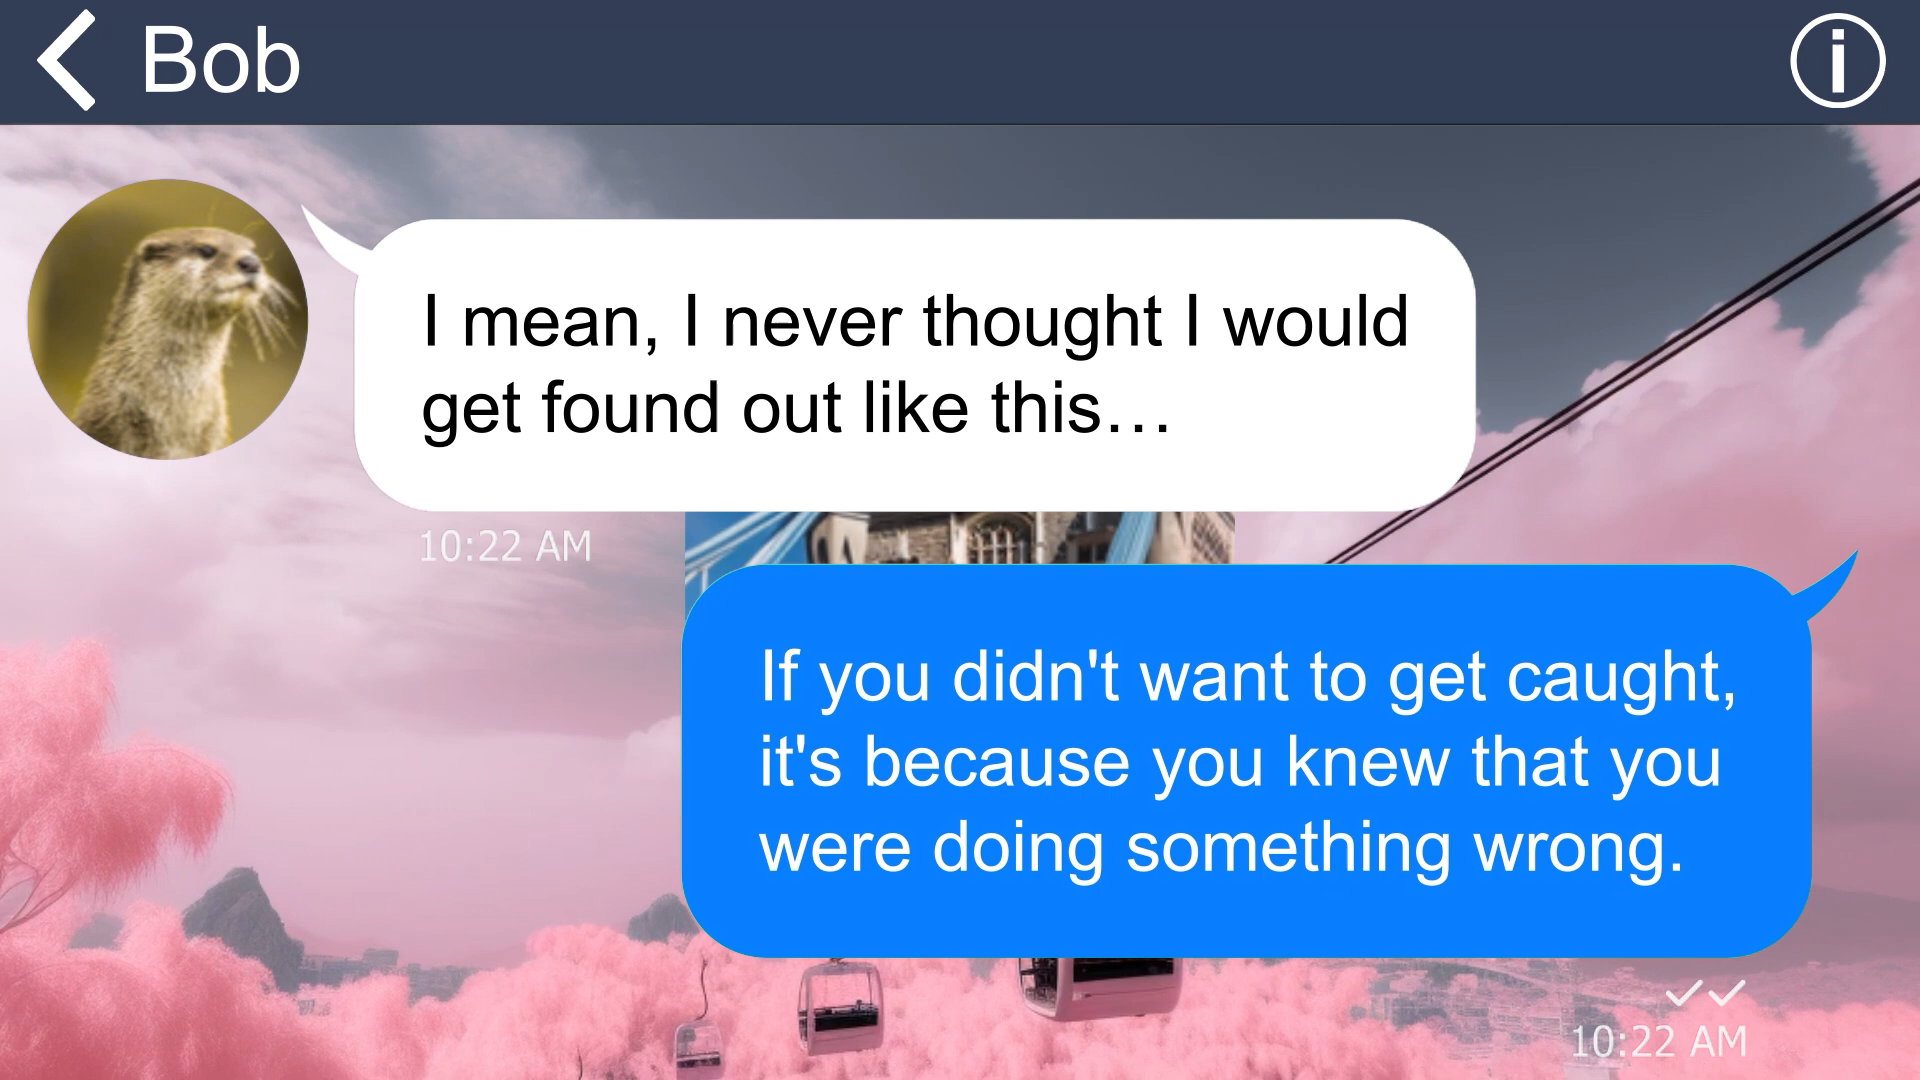 Bob
I mean, I never thought I would
get found out like this…
10:22 AM
If you didn't want to get caught,
it's because you knew that you
were doing something wrong.
10:22 AM